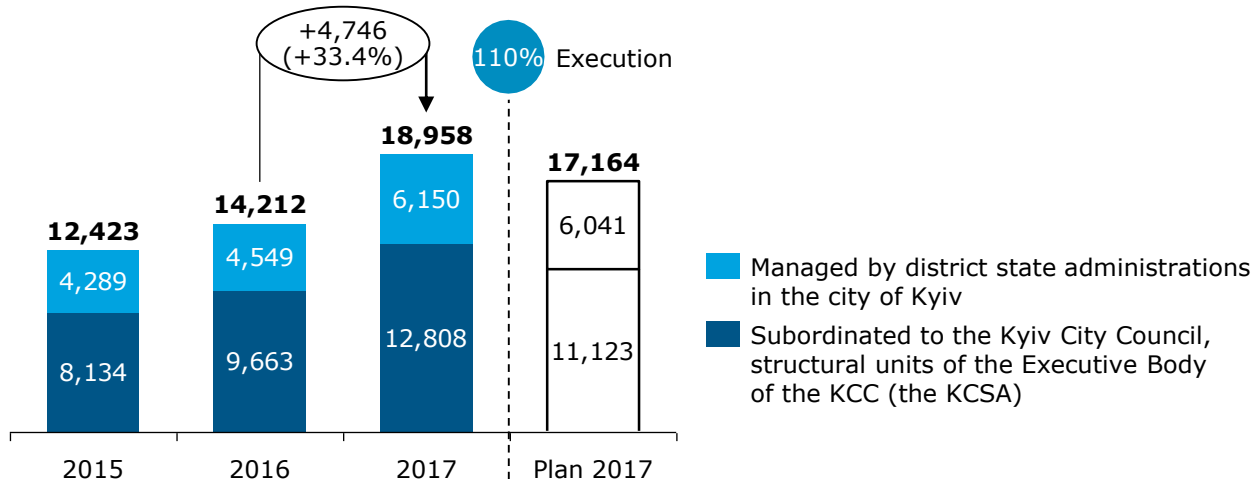 +4,746
(+33.4%)
110%
Execution
18,958
17,164
14,212
12,423
6,150
6,041
4,549
4,289
12,808
11,123
9,663
8,134
2015
2016
2017
Plan 2017
Managed by district state administrations
in the city of Kyiv
Subordinated to the Kyiv City Council,
structural units of the Executive Body
of the KCC (the KCSA)